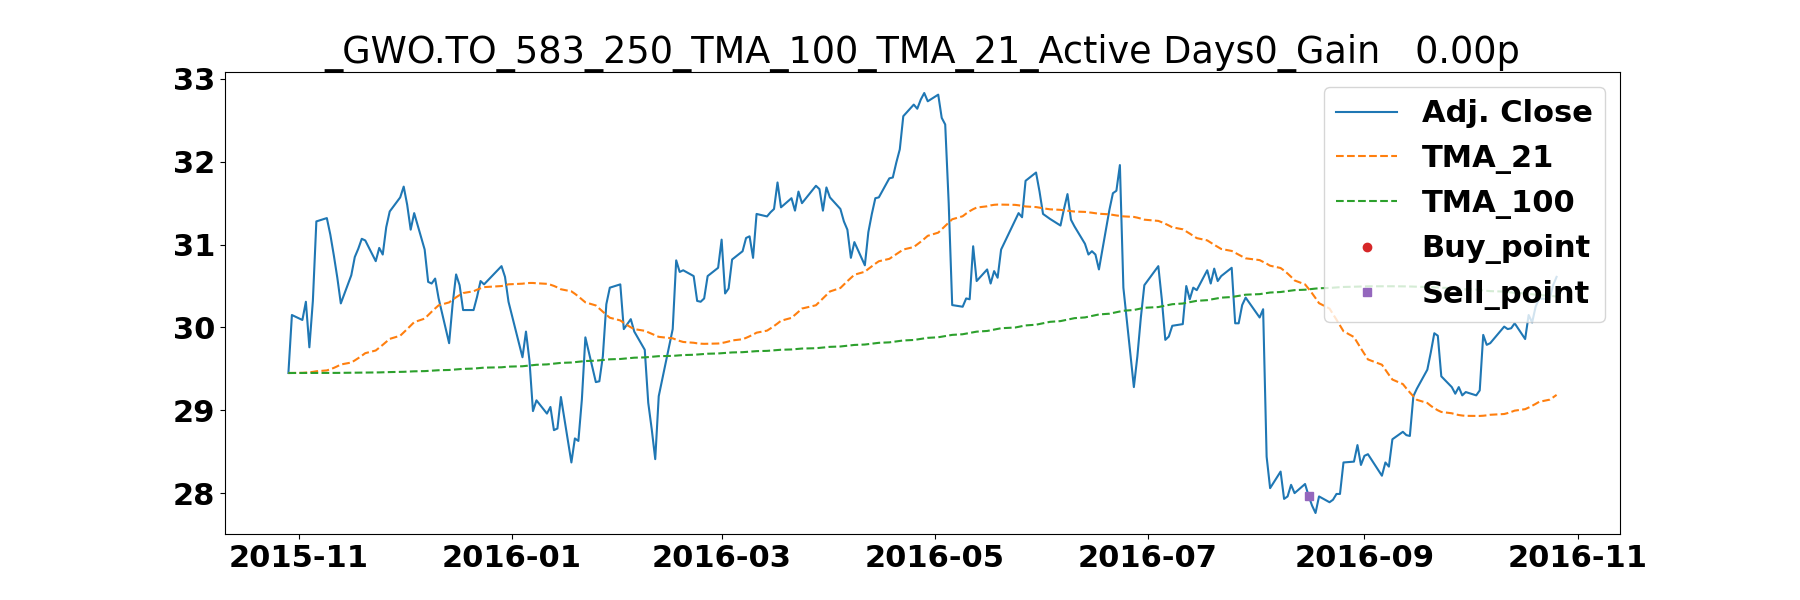 _GWO.TO_583_250_TMA_100_TMA_21_Active Days0_Gain   0.00p
33
32
31
30
29
28
Adj. Close
TMA_21
TMA_100
Buy_point
Sell_point
2015-11
2016-01
2016-03
2016-05
2016-07
2016-09
2016-11